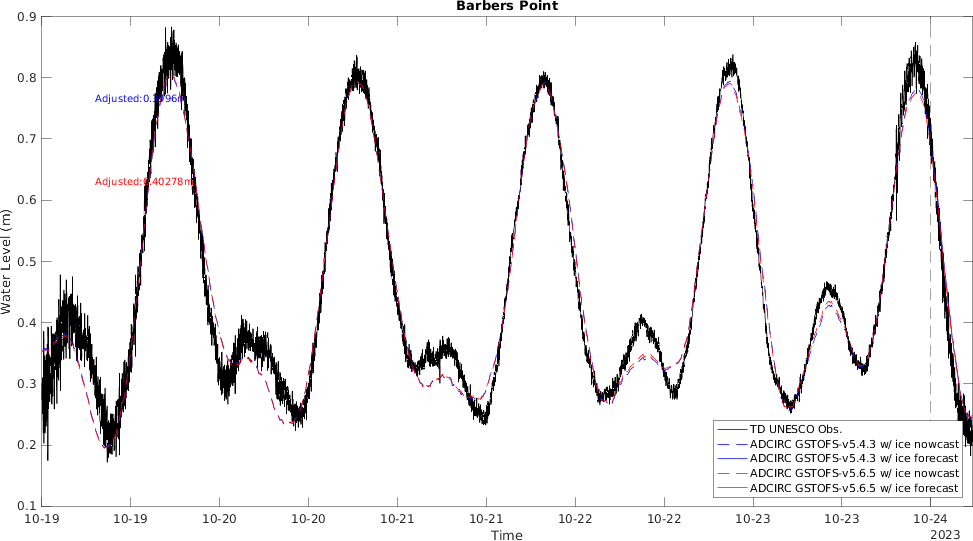 Barbers Point
0.9
0.8
0.7
0.6
0.5
0.4
0.3
0.2
0.1
Water Level (m)
Adjusted:0.40278m
10-19 10-19 10-20 10-20 10-21 10-21 10-22 10-22 10-23 10-23 10-24
2023
Time
TD UNESCO Obs.
ADCIRC GSTOFS-v5.4.3 w/ ice nowcast
ADCIRC GSTOFS-v5.4.3 w/ ice forecast
ADCIRC GSTOFS-v5.6.5 w/ ice nowcast
ADCIRC GSTOFS-v5.6.5 w/ ice forecast